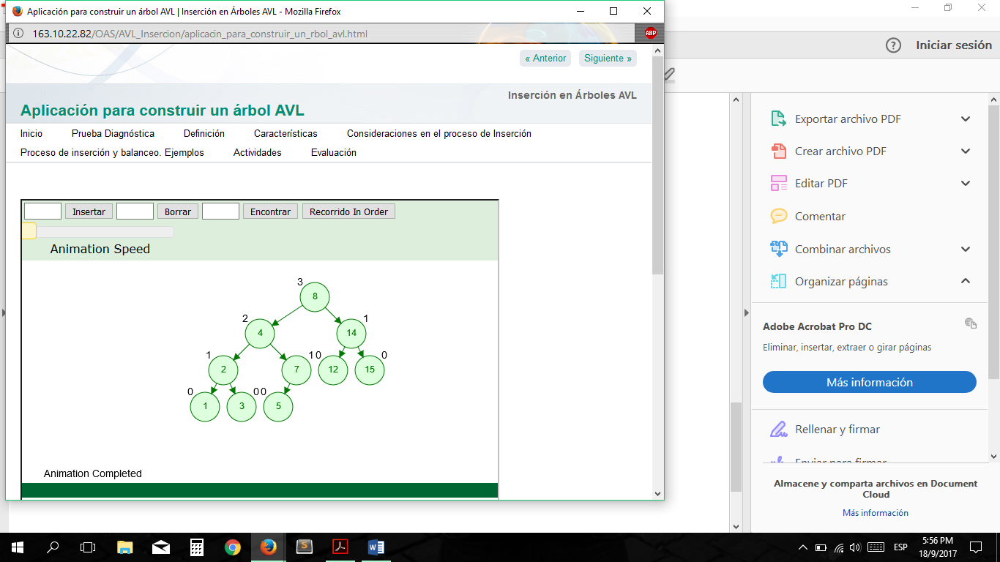 Aplicación para construir un árbol AVL | Inserción en Árboles AVL - Mozilla Firefox
163.10.22.82/OAS/AVL_Insercion/aplicacin_para_construir_un_rbol_avl.html
ABP
« Anterior Siguiente »
Inserción en Árboles AVL
Aplicación para construir un árbol AVL
Inicio Prueba Diagnóstica Definición Características Consideraciones en el proceso de Inserción
Proceso de inserción y balanceo. Ejemplos Actividades Evaluación
Insertar Borrar Encontrar Recorrido In Order
Animation Speed
3
8
2 1
4 14
1 1 0 0
2 7 12 15
0 0 0
1 3 5
Animation Completed
? Iniciar sesión
Exportar archivo PDF
Crear archivo PDF
Editar PDF
Comentar
Combinar archivos
Organizar páginas
Adobe Acrobat Pro DC
Eliminar, insertar, extraer o girar páginas
Más información
Rellenar y firmar
Enviar para firmar
Almacene y comparta archivos en Document
Cloud
Más información
S
W
ESP
5:56 PM
18/9/2017